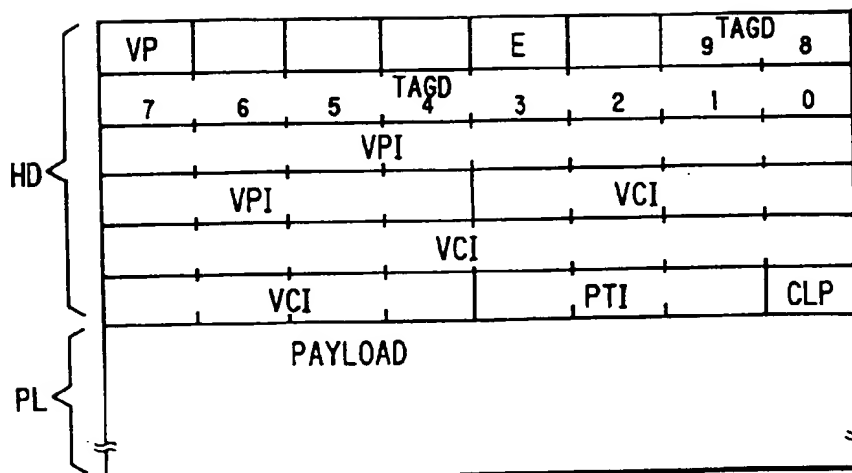 VP E TAGD 9 8
TAGD
7 6 5 4 3 2 1 0
VPI
HD
VPI VCI
VCI
VCI PTI CLP
PAYLOAD
PL